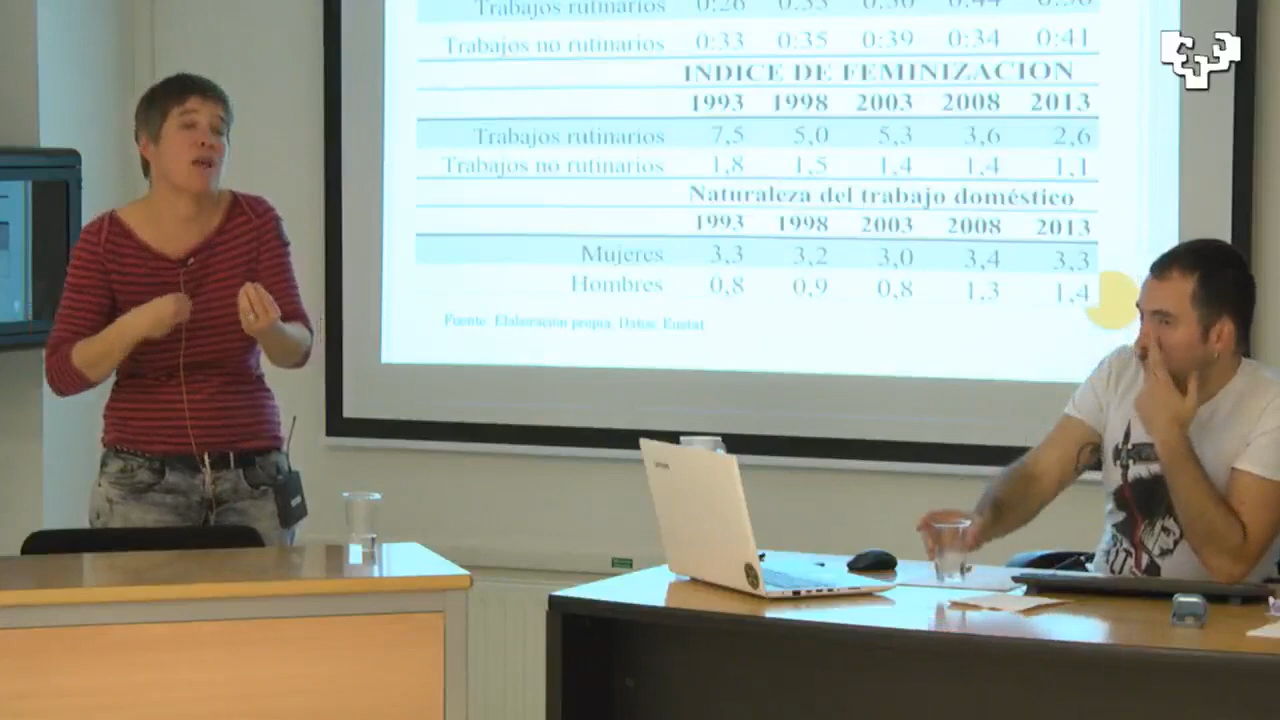 Trabajos rutinarios 0:26 0:33 0:30 0:44
Trabajos no rutinarios 0:33 0:35 0:39 0:34 0:41
INDICE DE FEMINIZACION
1993 1998 2003 2008 2013
Trabajos rutinarios 7,5 5,0 5,3 3,6 2,6
Trabajos no rutinarios 1,8 1,5 1,4 1,4 1,1
Naturaleza del trabajo doméstico
1993 1998 2003 2008 2013
Mujeres 3,3 3,2 3,0 3,4 3,3
Hombres 0,8 0,9 0,8 1,3 1,4
Fuente: Elaboración propia. Datos: Eustat